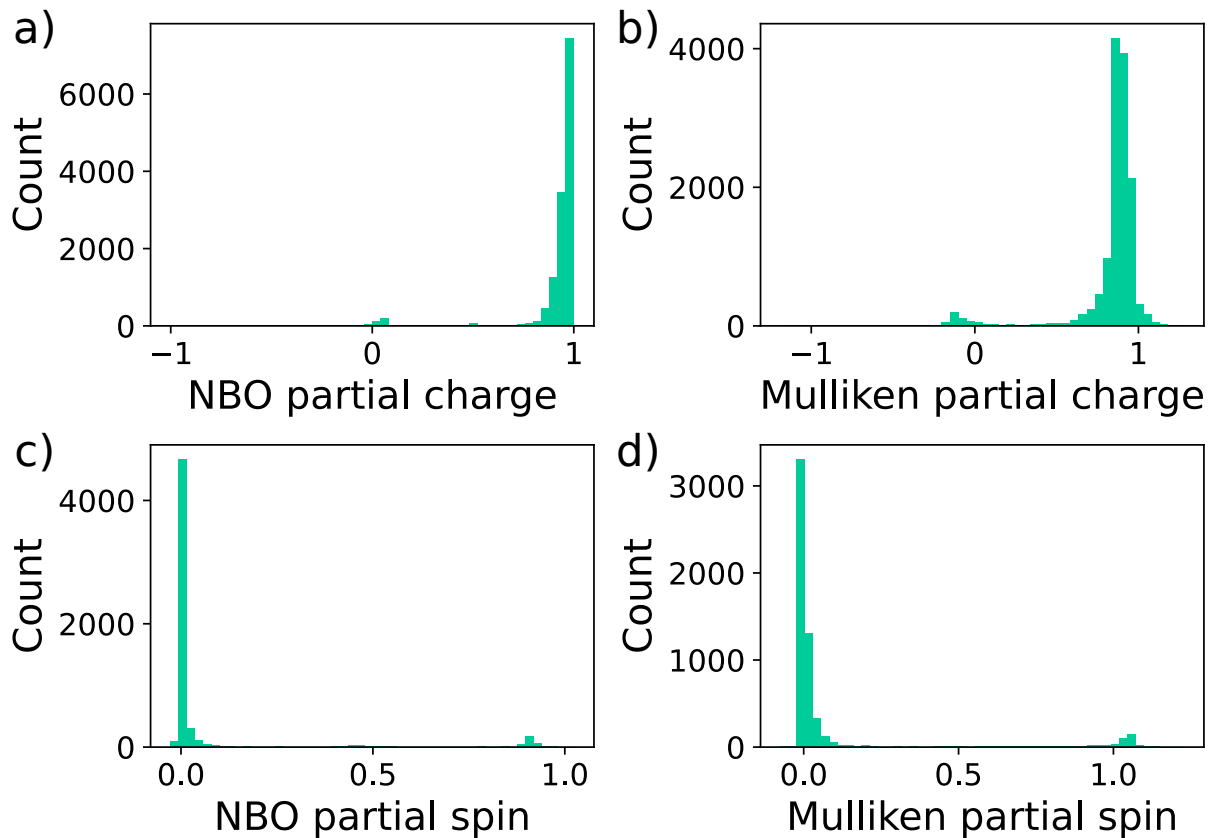 a)
Count
6000
4000
2000
0
−1
0
1
NBO partial charge
b)
Count
4000
2000
0
−1
0
1
Mulliken partial charge
c)
Count
4000
2000
0
0.0
0.5
1.0
NBO partial spin
d)
Count
3000
2000
1000
0
0.0
0.5
1.0
Mulliken partial spin